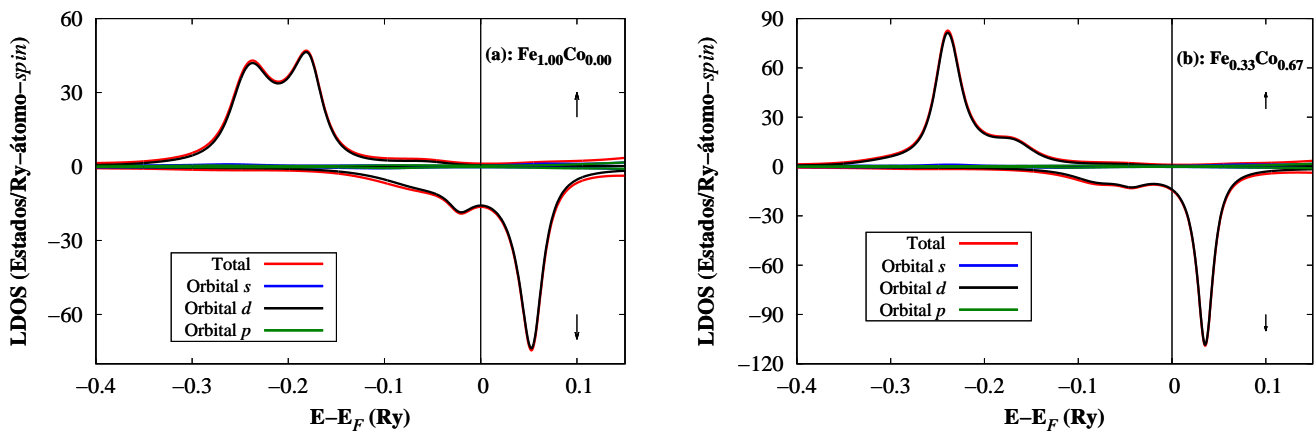 60
30
0
−30
−60
LDOS (Estados/Ry−átomo−spin)
(a): Fe1.00Co0.00
Total
Orbital s
Orbital d
Orbital p
−0.4
−0.3
−0.2
−0.1
0
0.1
E−EF (Ry)
90
60
30
0
−30
−60
−90
−120
LDOS (Estados/Ry−átomo−spin)
(b): Fe0.33Co0.67
Total
Orbital s
Orbital d
Orbital p
−0.4
−0.3
−0.2
−0.1
0
0.1
E−EF (Ry)